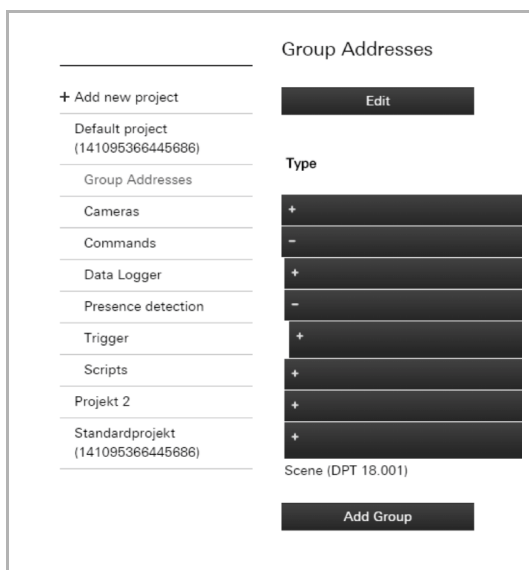 Group Addresses
+ Add new project
Edit
Default project
(141095366445686)
Type
Group Addresses
+
Cameras
–
Commands
+
Data Logger
–
Presence detection
+
Trigger
+
Scripts
+
Projekt 2
+
Standardprojekt
(141095366445686)
Scene (DPT 18.001)
Add Group